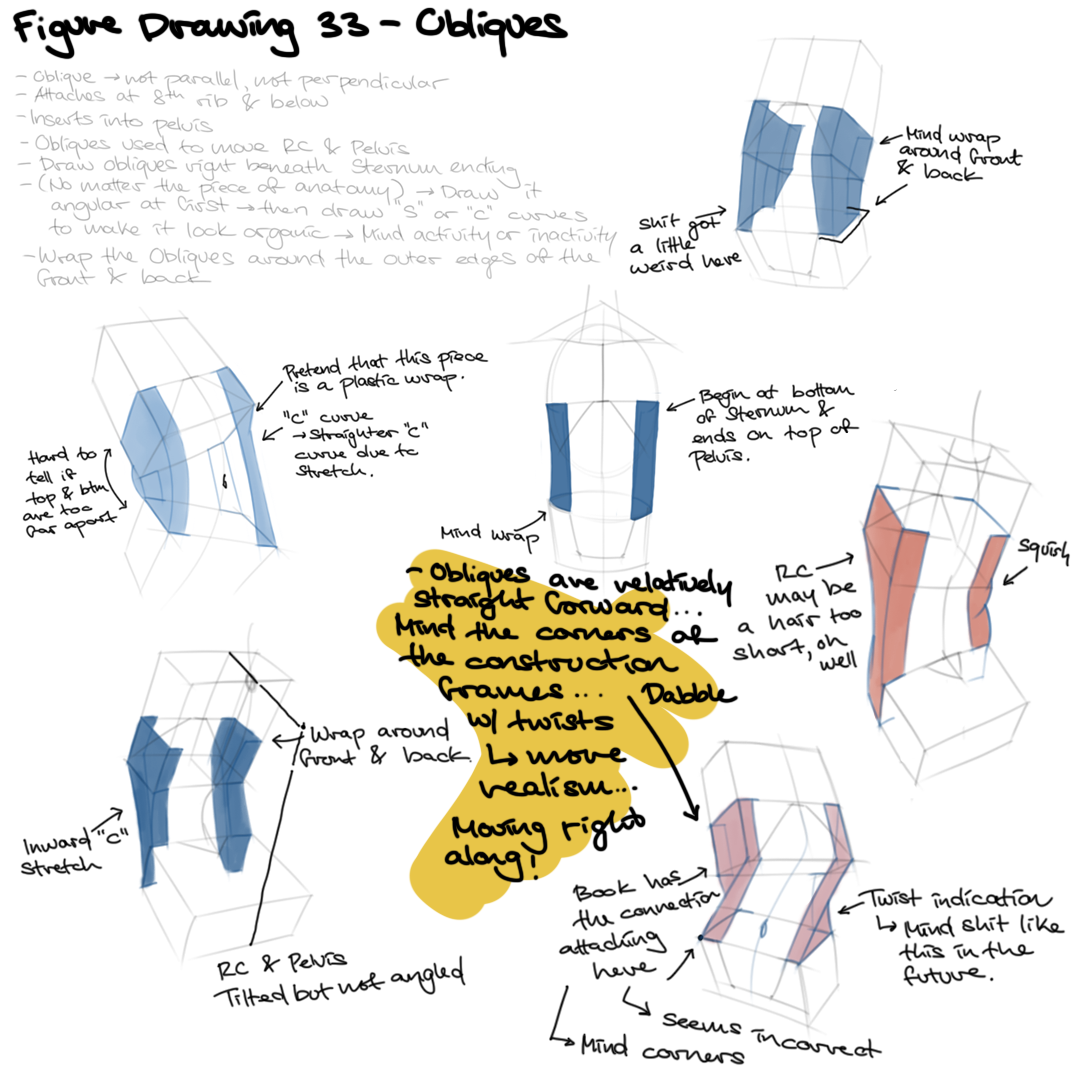 Figure Drawing 33 - Obliques
- Oblique → not parallel, not perpendicular
- Attaches at 8th rib & below
- Inserts into pelvis
- Obliques used to move RC & Pelvis
- Draw obliques right beneath Sternum ending
- (No matter the piece of anatomy) → Draw it
angular at first → then draw "S" or "C" curves
to make it look organic → Mind activity or inactivity
- Wrap the Obliques around the outer edges of the
front & back
Mind wrap
around front
& back
shit got
a little
weird here
Pretend that this piece
is a plastic wrap.
"C" curve
→ Straighter "C"
curve due to
stretch.
Hard to
tell if
top & btm
are too
far apart
Begin at bottom
of Sternum &
ends on top of
Pelvis.
Mind wrap
RC
may be
a hair too
short, oh
well
Squish
- Obliques are relatively
straight forward...
Mind the corners of
the construction
frames...
w/ twists
↳ more
realism...
Moving right
along!
Dabble
Wrap around
front & back
Inward "C"
stretch
RC & Pelvis
Tilted but not angled
Book has
the connection
attaching
here
↳ Seems incorrect
↳ Mind corners
Twist indication
↳ Mind shit like
this in the
future.